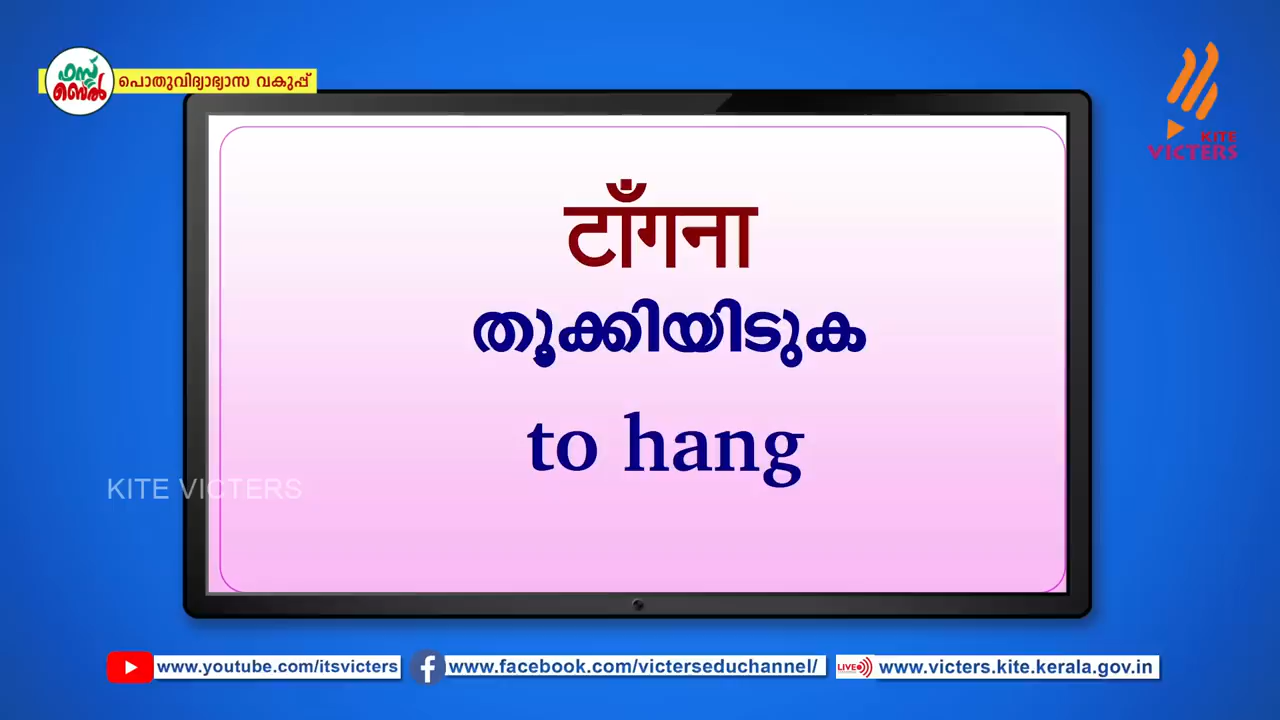 ഫസ്റ്റ്
ബെൽ
പൊതുവിദ്യാഭ്യാസ വകുപ്പ്
KITE
VICTERS
टाँगना
തൂക്കിയിടുക
to hang
KITE VICTERS
www.youtube.com/itsvicters
www.facebook.com/victerseduchannel/
LIVE
www.victers.kite.kerala.gov.in